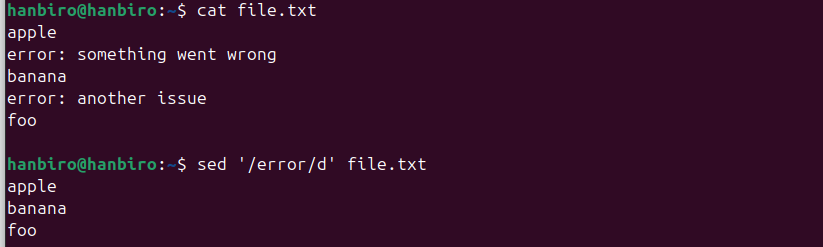 hanbiro@hanbiro:~$ cat file.txt
apple
error: something went wrong
banana
error: another issue
foo
hanbiro@hanbiro:~$ sed '/error/d' file.txt
apple
banana
foo